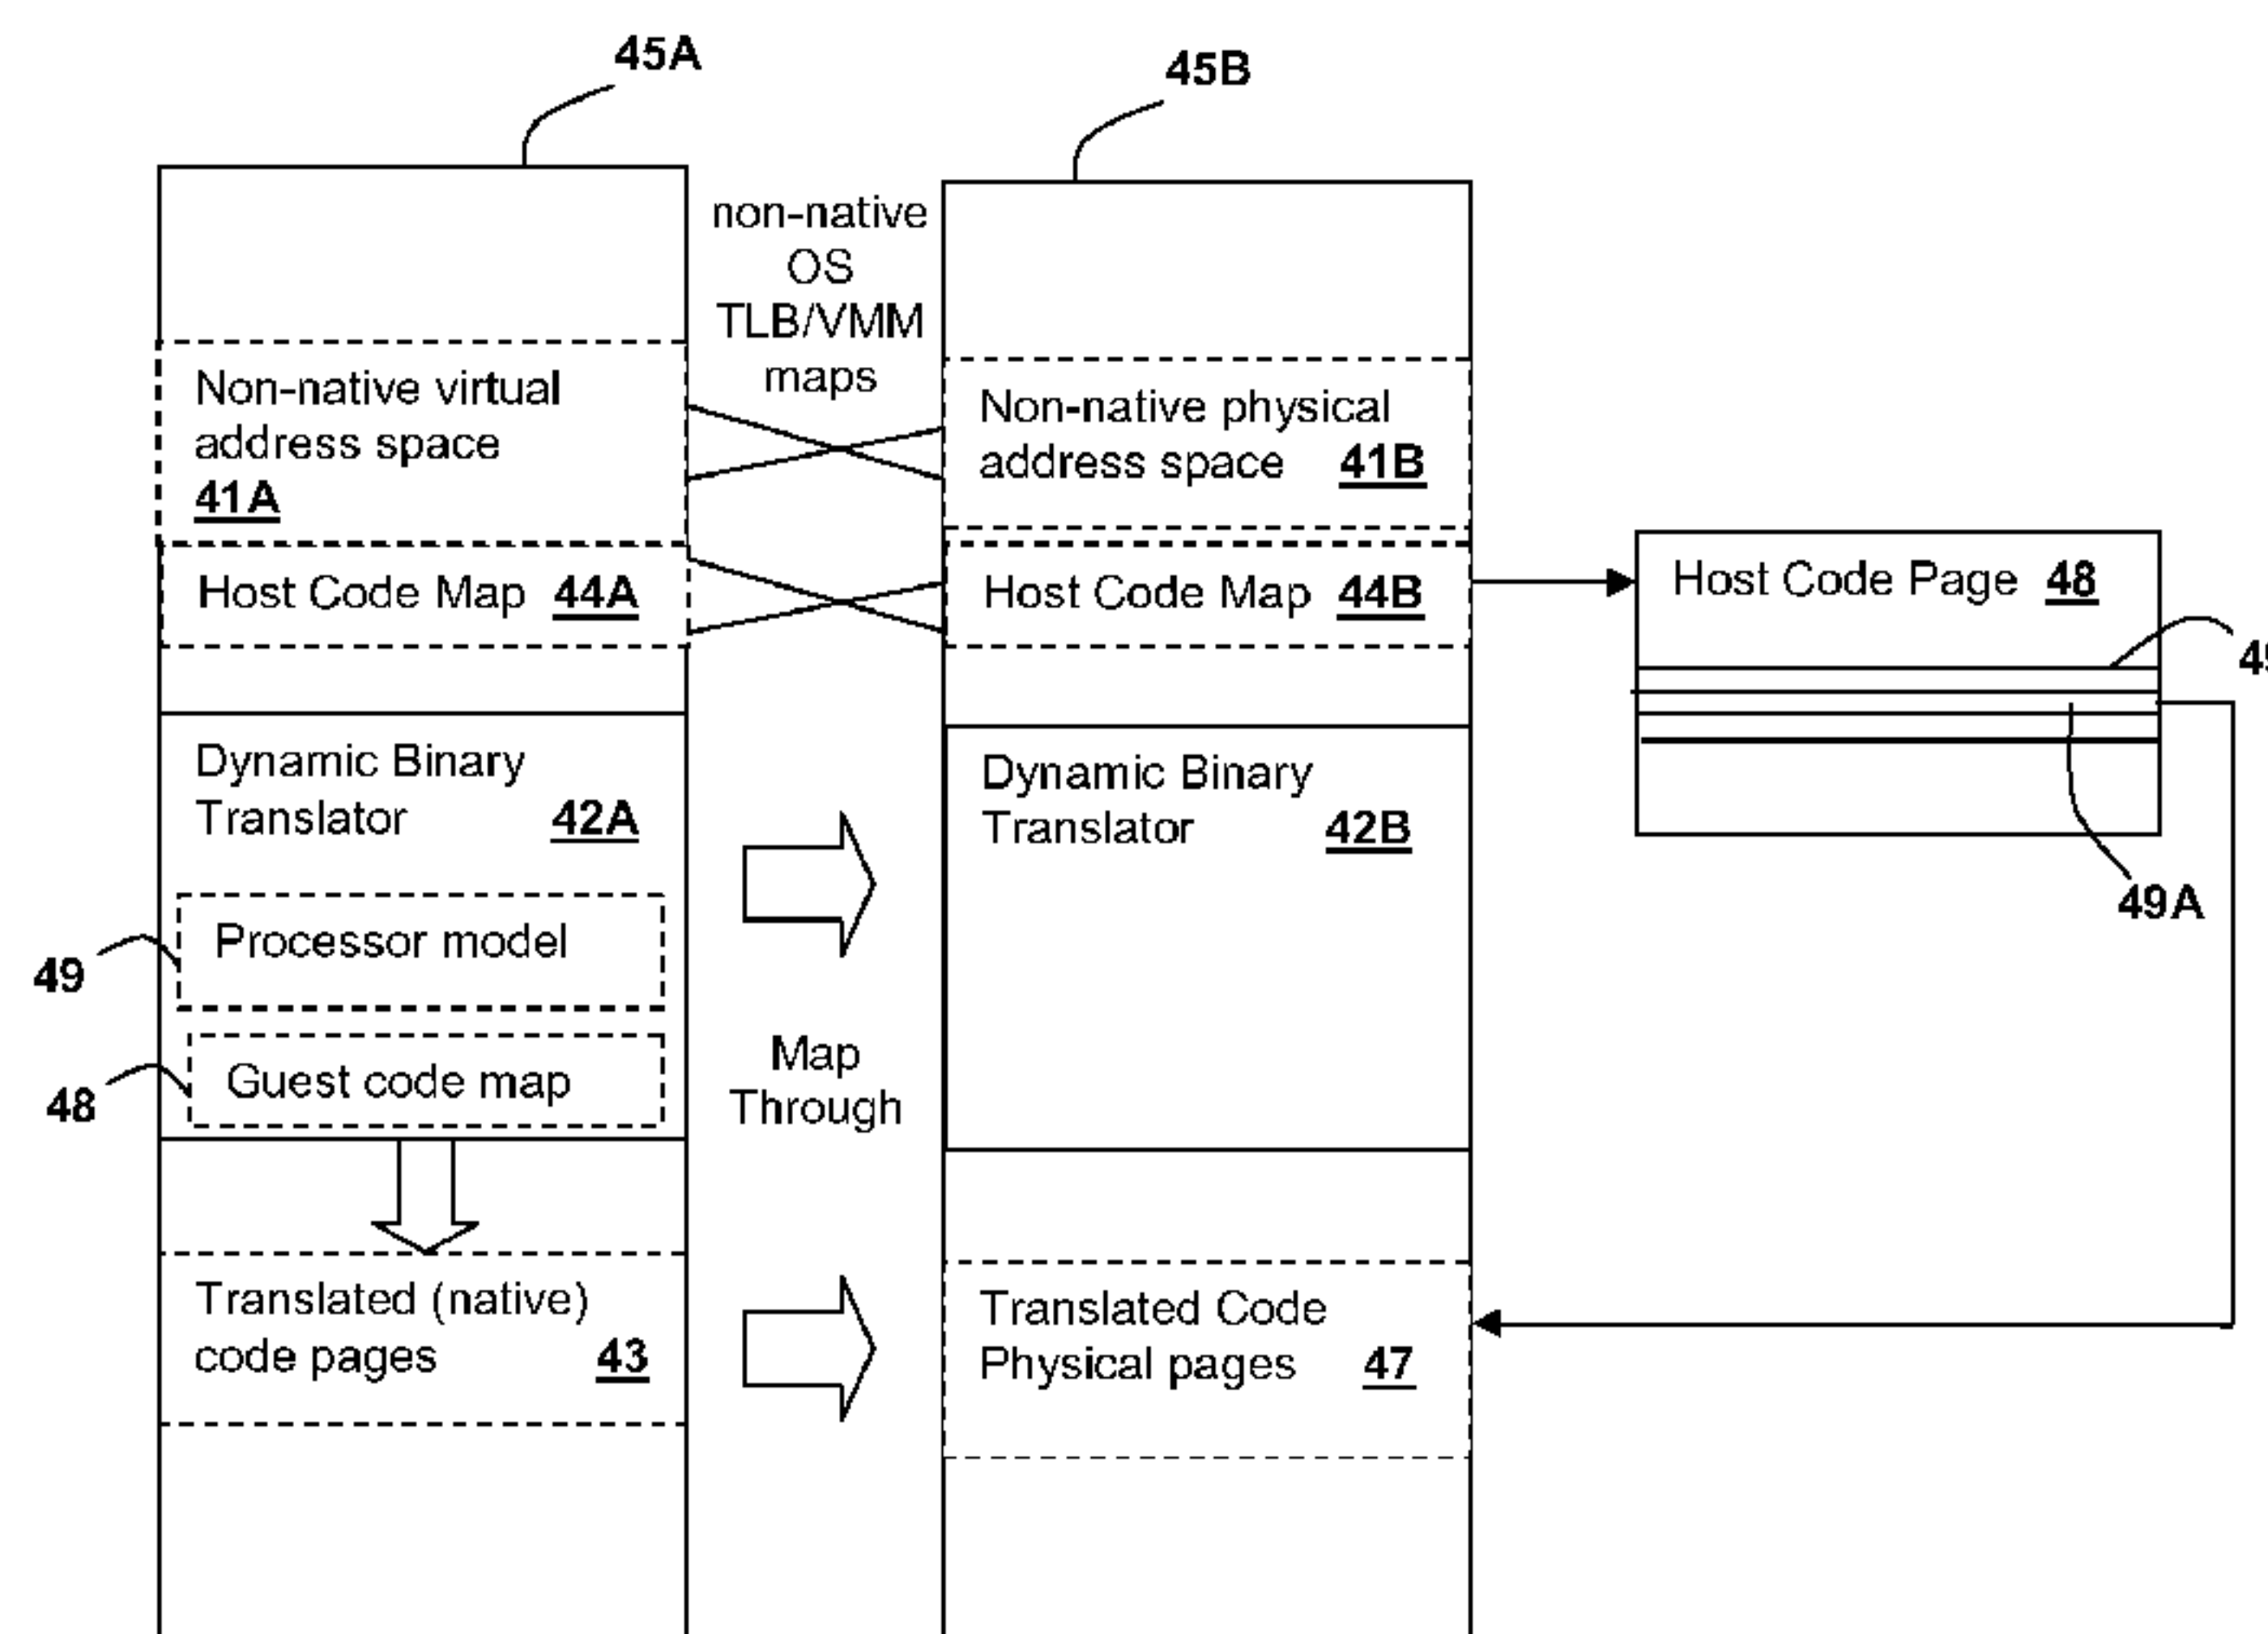 45A
45B
non-native
OS
TLB/VMM
maps
Non-native virtual
address space
41A
Non-native physical
address space 41B
Host Code Map 44A
Host Code Map 44B
Host Code Page 48
49A
Dynamic Binary
Translator 42A
Processor model
49
Guest code map
48
Dynamic Binary
Translator 42B
Map
Through
Translated (native)
code pages 43
Translated Code
Physical pages 47